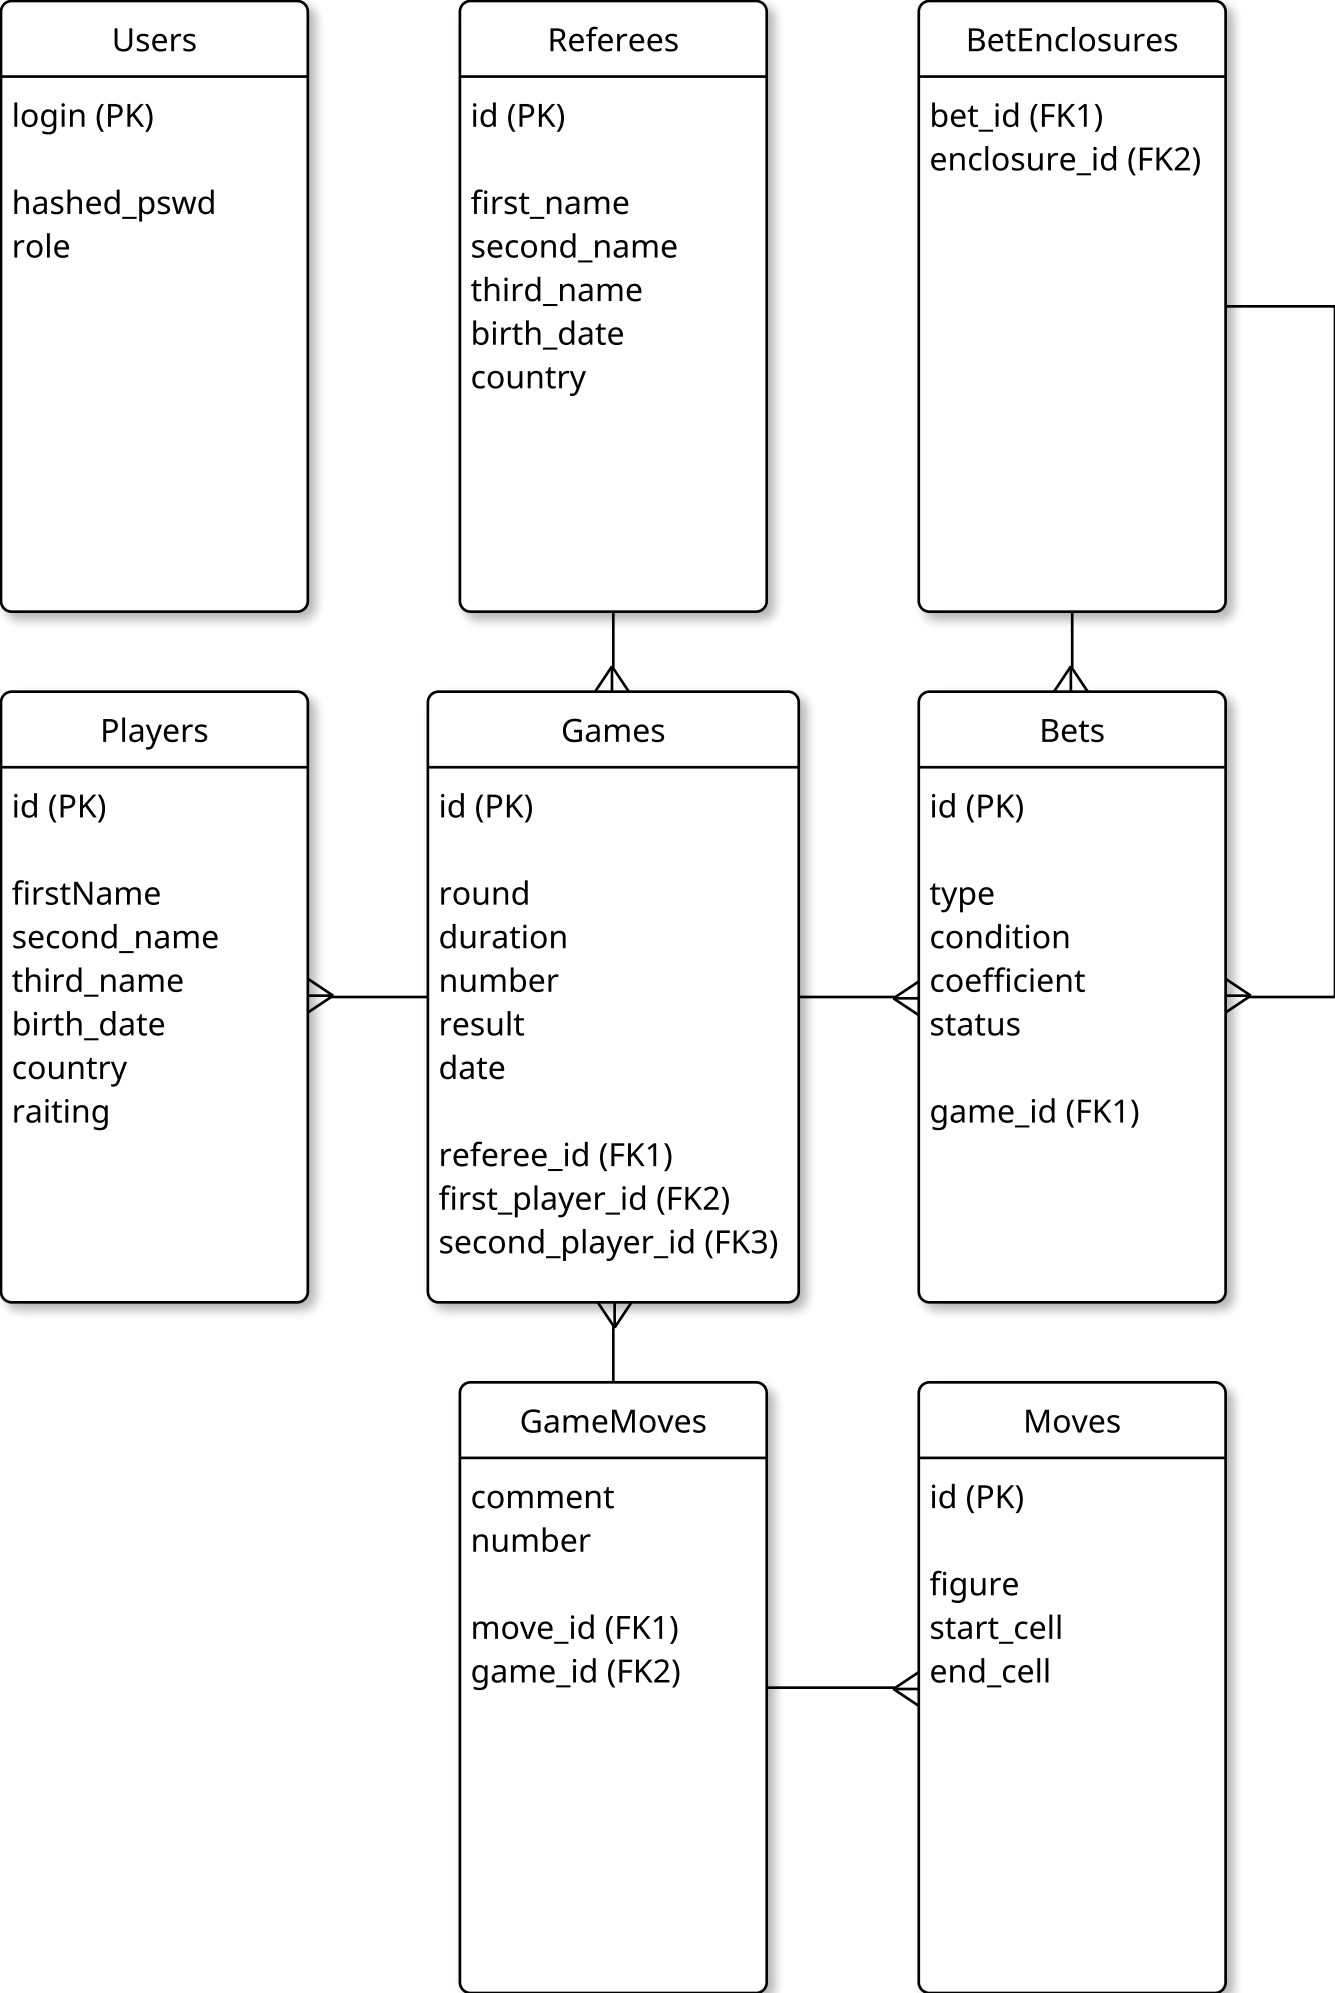 Users
login (PK)
hashed_pswd
role
Referees
id (PK)
first_name
second_name
third_name
birth_date
country
BetEnclosures
bet_id (FK1)
enclosure_id (FK2)
Players
id (PK)
firstName
second_name
third_name
birth_date
country
raiting
Games
id (PK)
round
duration
number
result
date
referee_id (FK1)
first_player_id (FK2)
second_player_id (FK3)
Bets
id (PK)
type
condition
coefficient
status
game_id (FK1)
GameMoves
comment
number
move_id (FK1)
game_id (FK2)
Moves
id (PK)
figure
start_cell
end_cell